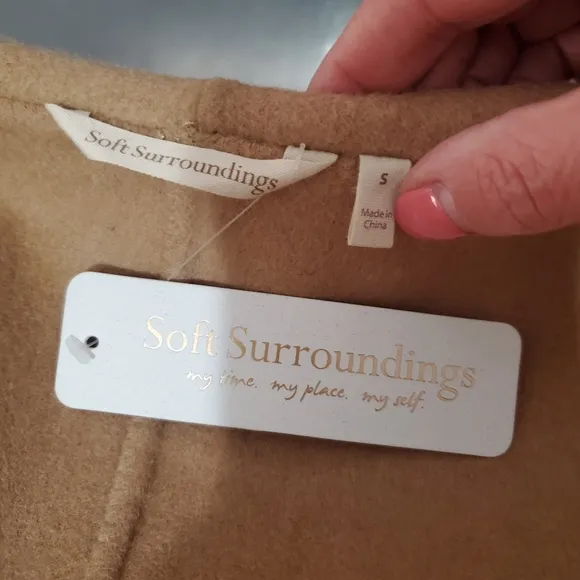 Soft Surroundings
S
Made in
China
Soft Surroundings
my time. my place. my self.